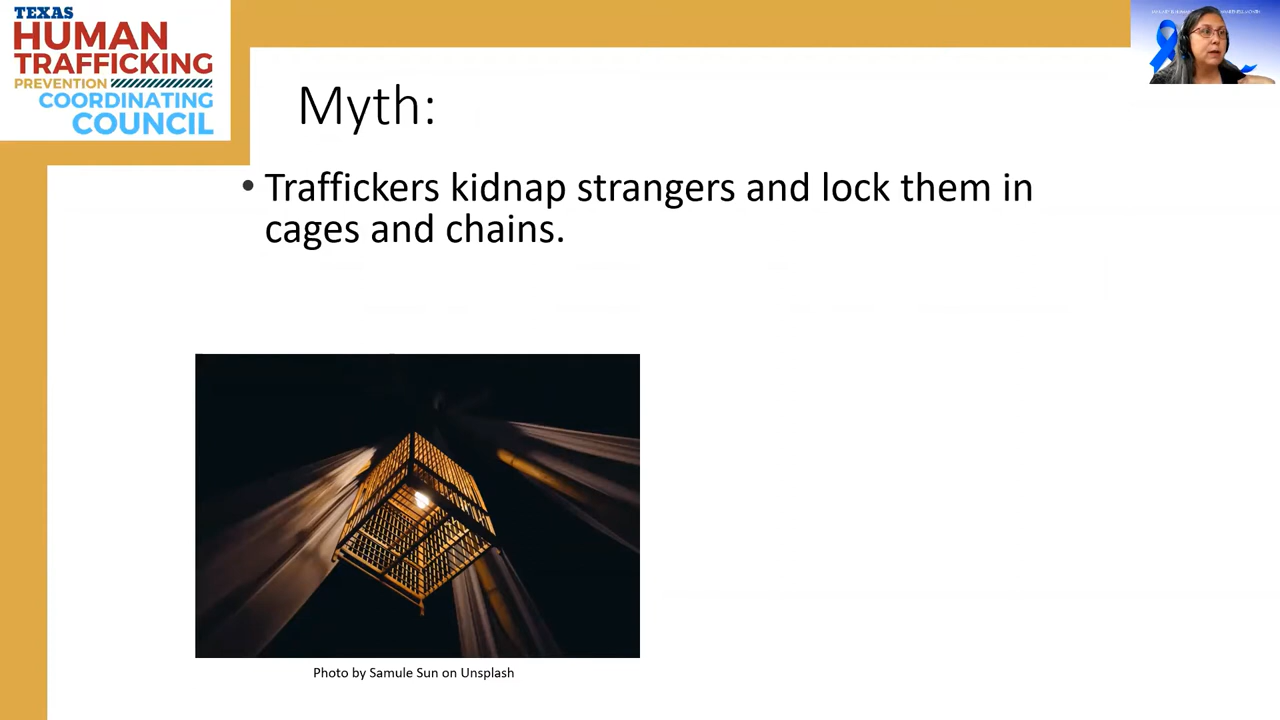 TEXAS
HUMAN
TRAFFICKING
PREVENTION
COORDINATING
COUNCIL
Myth:
• Traffickers kidnap strangers and lock them in
cages and chains.
Photo by Samule Sun on Unsplash